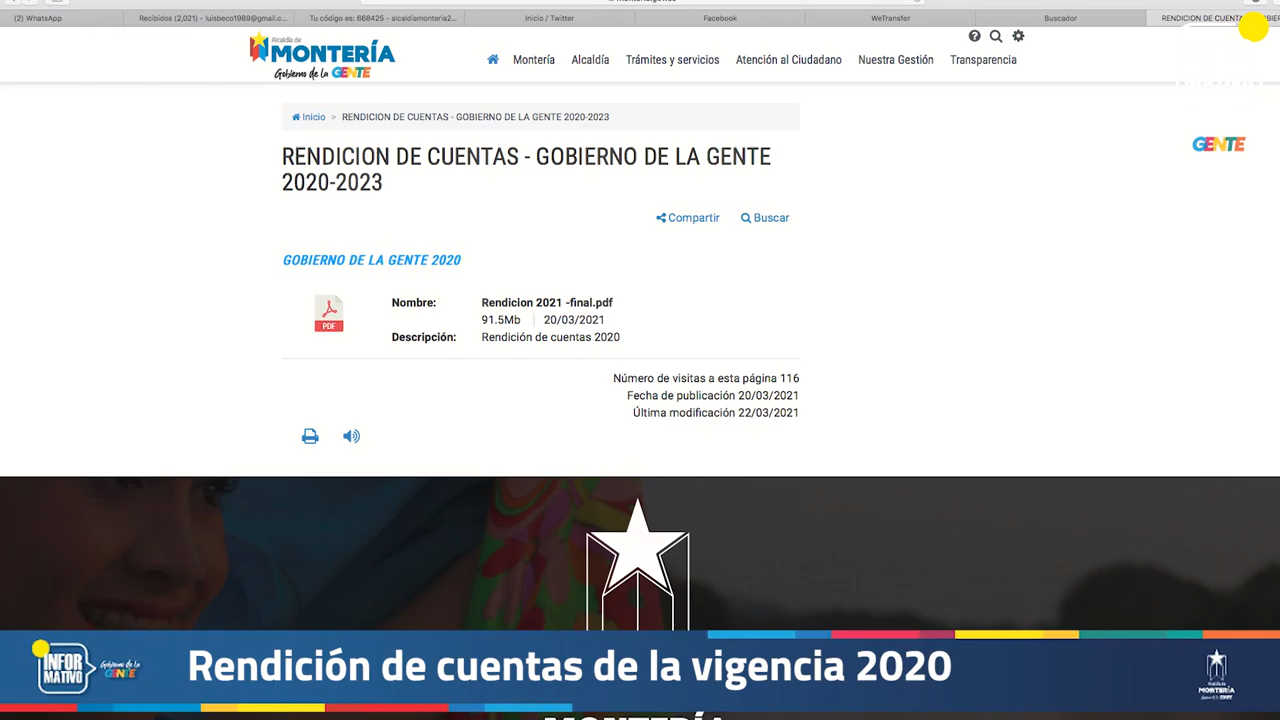 (2) WhatsApp
Recibidos (2,021) - luisbeco1989@gmail.c...
Tu código es: 668425 - alcaldiamonteria2...
Inicio / Twitter
Facebook
WeTransfer
Buscador
Alcaldía de
MONTERÍA
Gobierno de la GENTE
Montería
Alcaldía
Trámites y servicios
Atención al Ciudadano
Nuestra Gestión
Transparencia
Inicio > RENDICION DE CUENTAS - GOBIERNO DE LA GENTE 2020-2023
GENTE
RENDICION DE CUENTAS - GOBIERNO DE LA GENTE
2020-2023
Compartir
Buscar
GOBIERNO DE LA GENTE 2020
PDF
Nombre: Rendicion 2021 -final.pdf
91.5Mb 20/03/2021
Descripción: Rendición de cuentas 2020
Número de visitas a esta página 116
Fecha de publicación 20/03/2021
Última modificación 22/03/2021
INFOR
MATIVO
Gobierno de la
GENTE
Rendición de cuentas de la vigencia 2020
MONTERÍA
MONTERÍA